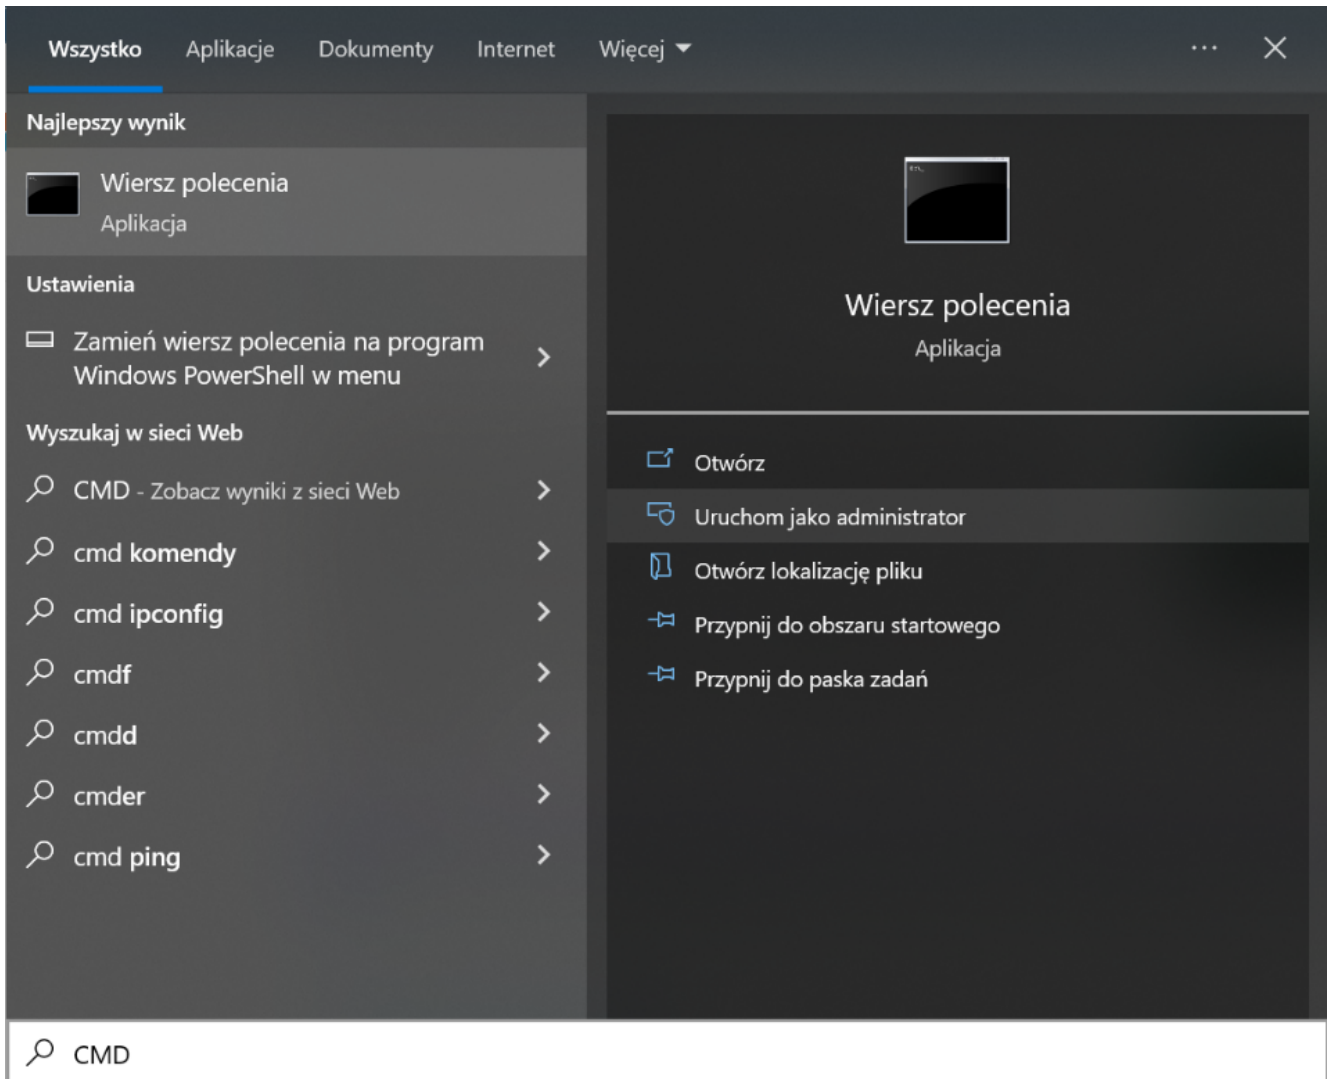 Wszystko Aplikacje Dokumenty Internet Więcej
Najlepszy wynik
Wiersz polecenia
Aplikacja
Ustawienia
Zamień wiersz polecenia na program
Windows PowerShell w menu
Wyszukaj w sieci Web
CMD - Zobacz wyniki z sieci Web
cmd komendy
cmd ipconfig
cmdf
cmdd
cmder
cmd ping
Wiersz polecenia
Aplikacja
Otwórz
Uruchom jako administrator
Otwórz lokalizację pliku
Przypnij do obszaru startowego
Przypnij do paska zadań
CMD